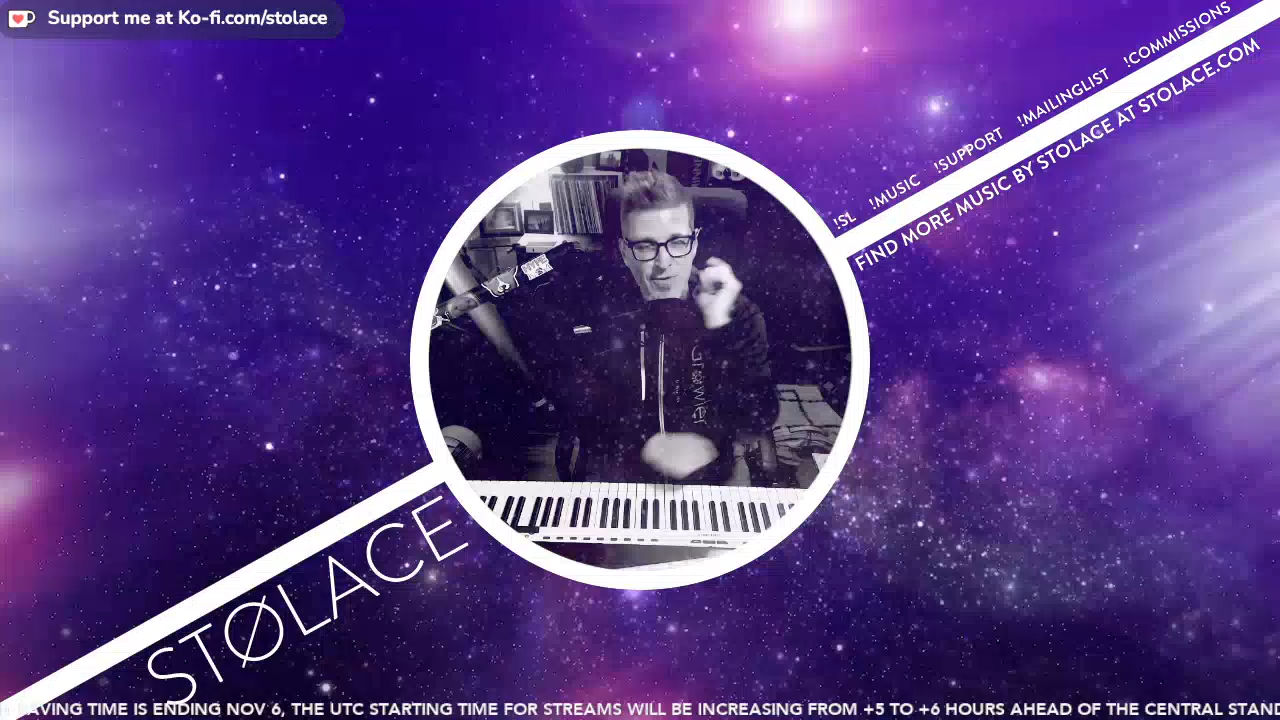 Support me at Ko-fi.com/stolace
!SL !MUSIC !SUPPORT !MAILINGLIST !COMMISSIONS
FIND MORE MUSIC BY STOLACE AT STOLACE.COM
STØLACE
AVING TIME IS ENDING NOV 6, THE UTC STARTING TIME FOR STREAMS WILL BE INCREASING FROM +5 TO +6 HOURS AHEAD OF THE CENTRAL STAND